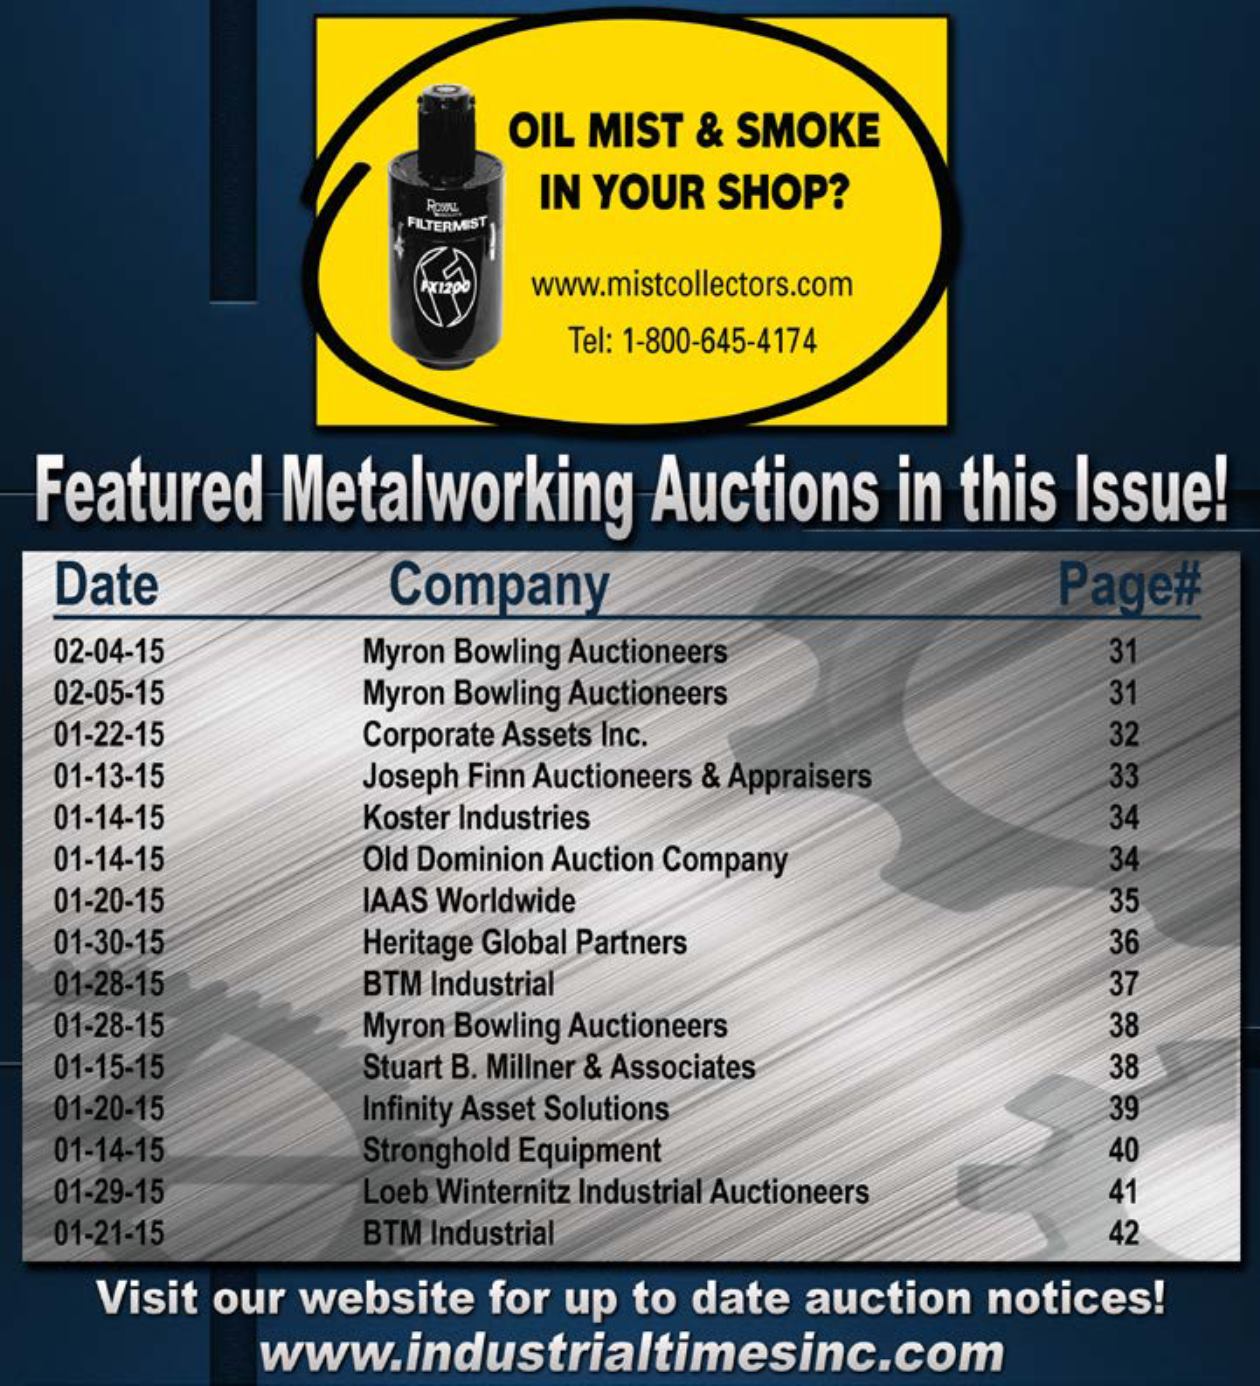 OIL MIST & SMOKE
IN YOUR SHOP?
ROYAL
FILTERMIST
FX1200
www.mistcollectors.com
Tel: 1-800-645-4174
Featured Metalworking Auctions in this Issue!
Date Company Page#
02-04-15 Myron Bowling Auctioneers 31
02-05-15 Myron Bowling Auctioneers 31
01-22-15 Corporate Assets Inc. 32
01-13-15 Joseph Finn Auctioneers & Appraisers 33
01-14-15 Koster Industries 34
01-14-15 Old Dominion Auction Company 34
01-20-15 IAAS Worldwide 35
01-30-15 Heritage Global Partners 36
01-28-15 BTM Industrial 37
01-28-15 Myron Bowling Auctioneers 38
01-15-15 Stuart B. Millner & Associates 38
01-20-15 Infinity Asset Solutions 39
01-14-15 Stronghold Equipment 40
01-29-15 Loeb Winternitz Industrial Auctioneers 41
01-21-15 BTM Industrial 42
Visit our website for up to date auction notices!
www.industrialtimesinc.com